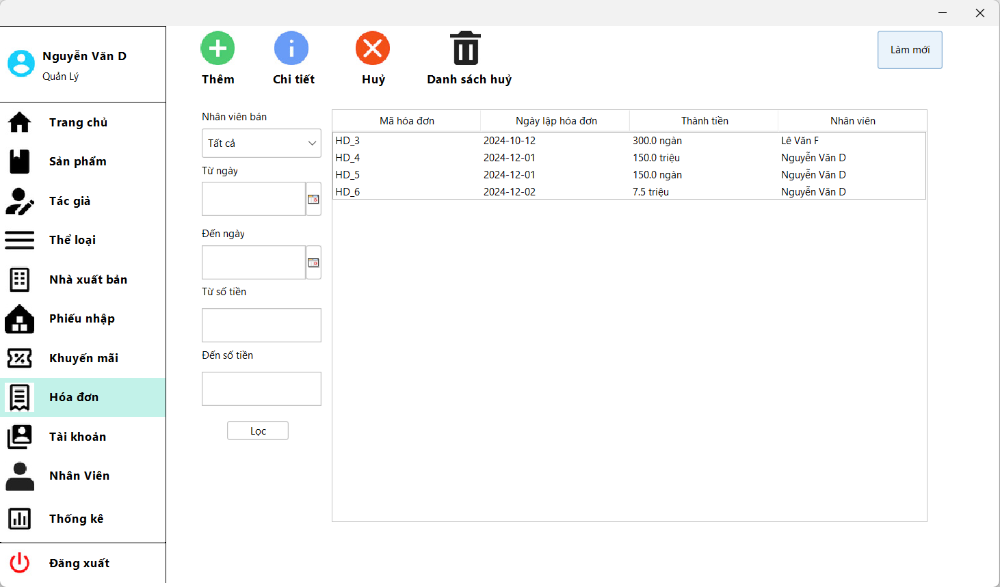 Nguyễn Văn D
Quản Lý
Trang chủ
Sản phẩm
Tác giả
Thể loại
Nhà xuất bản
Phiếu nhập
Khuyến mãi
Hóa đơn
Tài khoản
Nhân Viên
Thống kê
Đăng xuất
Thêm Chi tiết Huỷ Danh sách huỷ
Làm mới
Nhân viên bán
Tất cả
Từ ngày
Đến ngày
Từ số tiền
Đến số tiền
Lọc
Mã hóa đơn Ngày lập hóa đơn Thành tiền Nhân viên
HD_3 2024-10-12 300.0 ngàn Lê Văn F
HD_4 2024-12-01 150.0 triệu Nguyễn Văn D
HD_5 2024-12-01 150.0 ngàn Nguyễn Văn D
HD_6 2024-12-02 7.5 triệu Nguyễn Văn D